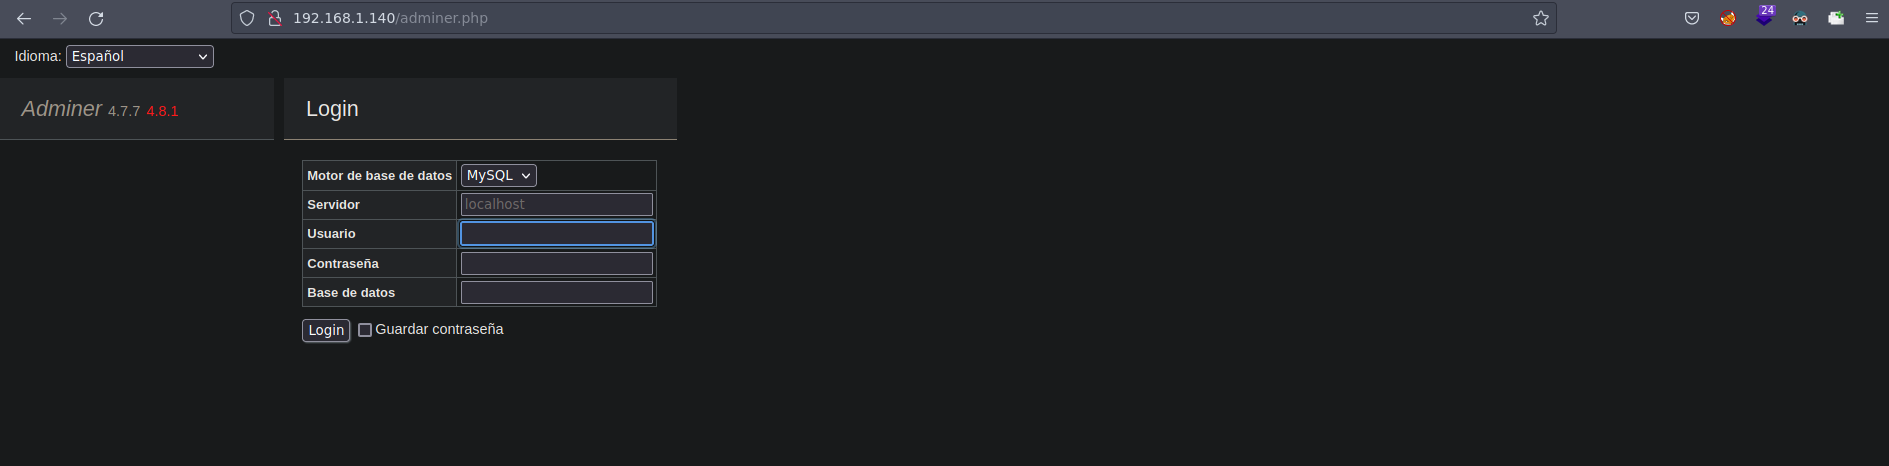 192.168.1.140/adminer.php
24
Idioma: Español
Adminer 4.7.7 4.8.1
Login
Motor de base de datos MySQL
Servidor localhost
Usuario
Contraseña
Base de datos
Login Guardar contraseña